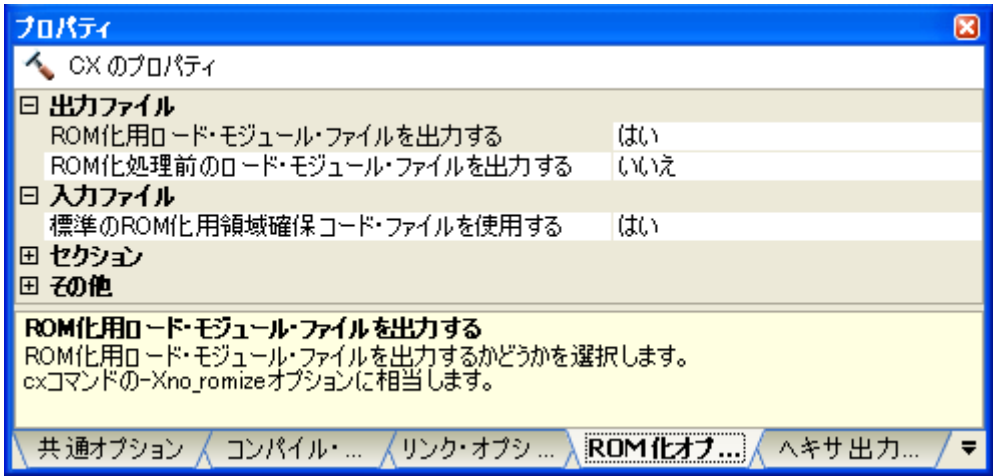 プロパティ
CX のプロパティ
出力ファイル
ROM化用ロード・モジュール・ファイルを出力する はい
ROM化処理前のロード・モジュール・ファイルを出力する いいえ
入力ファイル
標準のROM化用領域確保コード・ファイルを使用する はい
セクション
その他
ROM化用ロード・モジュール・ファイルを出力する
ROM化用ロード・モジュール・ファイルを出力するかどうかを選択します。
cxコマンドの-Xno_romizeオプションに相当します。
共通オプション コンパイル・... リンク・オプシ... ROM化オプ... ヘキサ出力...